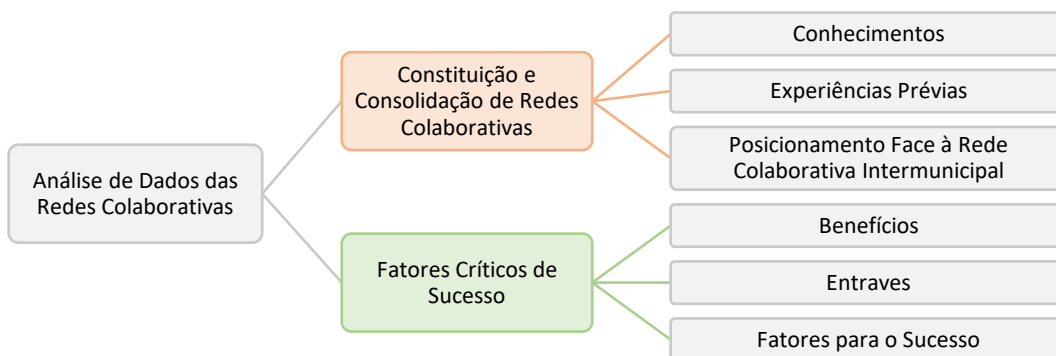 Análise de Dados das
Redes Colaborativas
Constituição e
Consolidação de Redes
Colaborativas
Conhecimentos
Experiências Prévias
Posicionamento Face à Rede
Colaborativa Intermunicipal
Fatores Críticos de
Sucesso
Benefícios
Entraves
Fatores para o Sucesso